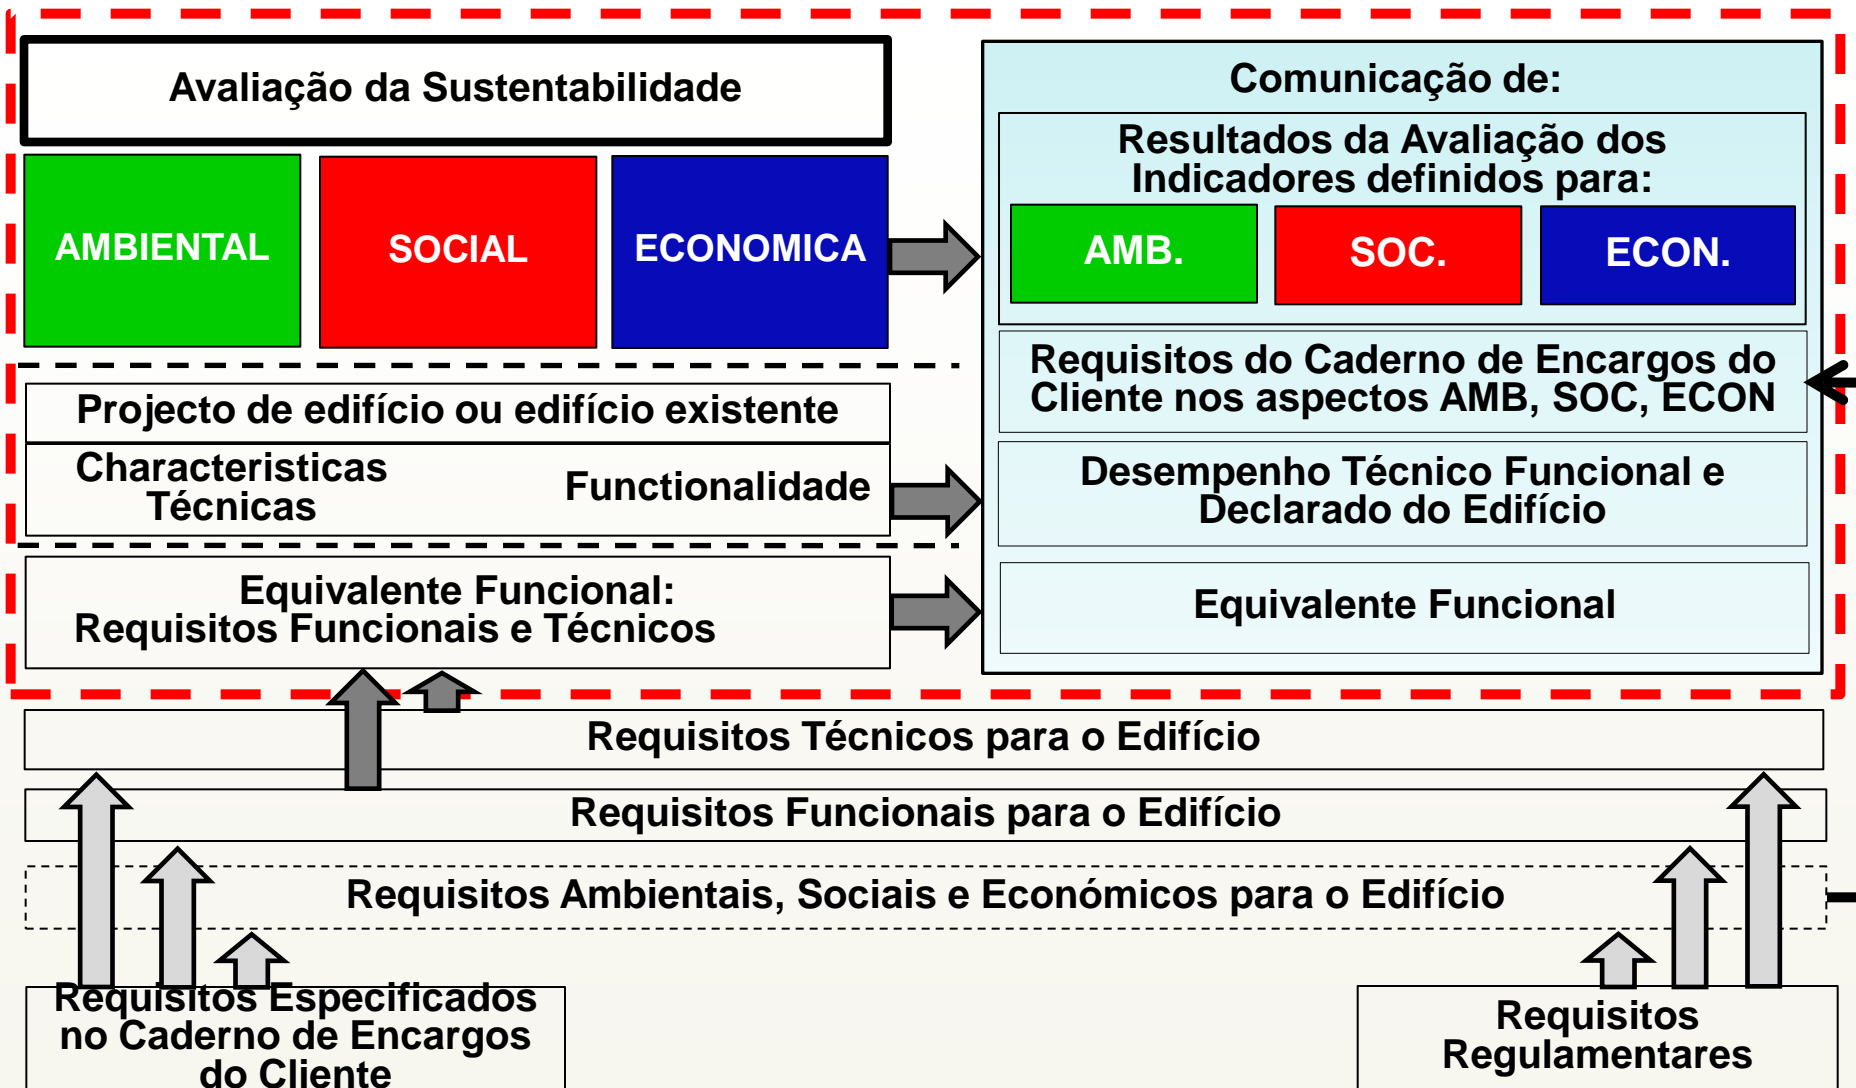 Avaliação da Sustentabilidade
AMBIENTAL
SOCIAL
ECONOMICA
Projecto de edifício ou edifício existente
Characteristicas
Técnicas
Functionalidade
Equivalente Funcional:
Requisitos Funcionais e Técnicos
Comunicação de:
Resultados da Avaliação dos
Indicadores definidos para:
AMB.
SOC.
ECON.
Requisitos do Caderno de Encargos do
Cliente nos aspectos AMB, SOC, ECON
Desempenho Técnico Funcional e
Declarado do Edifício
Equivalente Funcional
Requisitos Técnicos para o Edifício
Requisitos Funcionais para o Edifício
Requisitos Ambientais, Sociais e Económicos para o Edifício
Requisitos Especificados
no Caderno de Encargos
do Cliente
Requisitos
Regulamentares